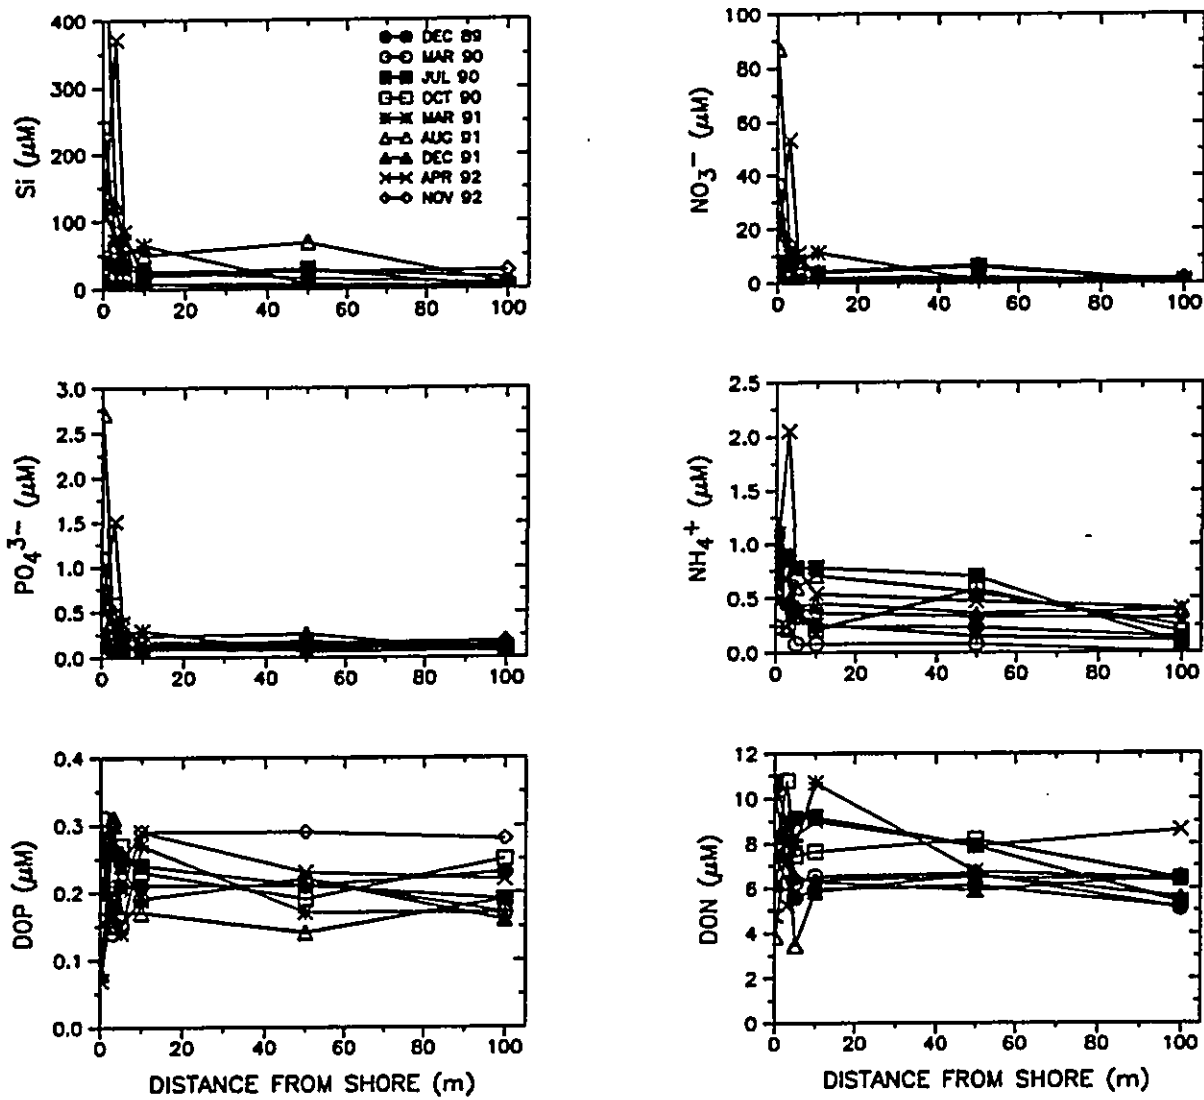 Si (μM)
400
300
200
100
0
0 20 40 60 80 100
DEC 89
MAR 90
JUL 90
OCT 90
MAR 91
AUG 91
DEC 91
APR 92
NOV 92
NO3− (μM)
100
80
60
40
20
0
0 20 40 60 80 100
PO4 3− (μM)
3.0
2.5
2.0
1.5
1.0
0.5
0.0
0 20 40 60 80 100
NH4+ (μM)
2.5
2.0
1.5
1.0
0.5
0.0
0 20 40 60 80 100
DOP (μM)
0.4
0.3
0.2
0.1
0.0
0 20 40 60 80 100
DISTANCE FROM SHORE (m)
DON (μM)
12
10
8
6
4
2
0
0 20 40 60 80 100
DISTANCE FROM SHORE (m)